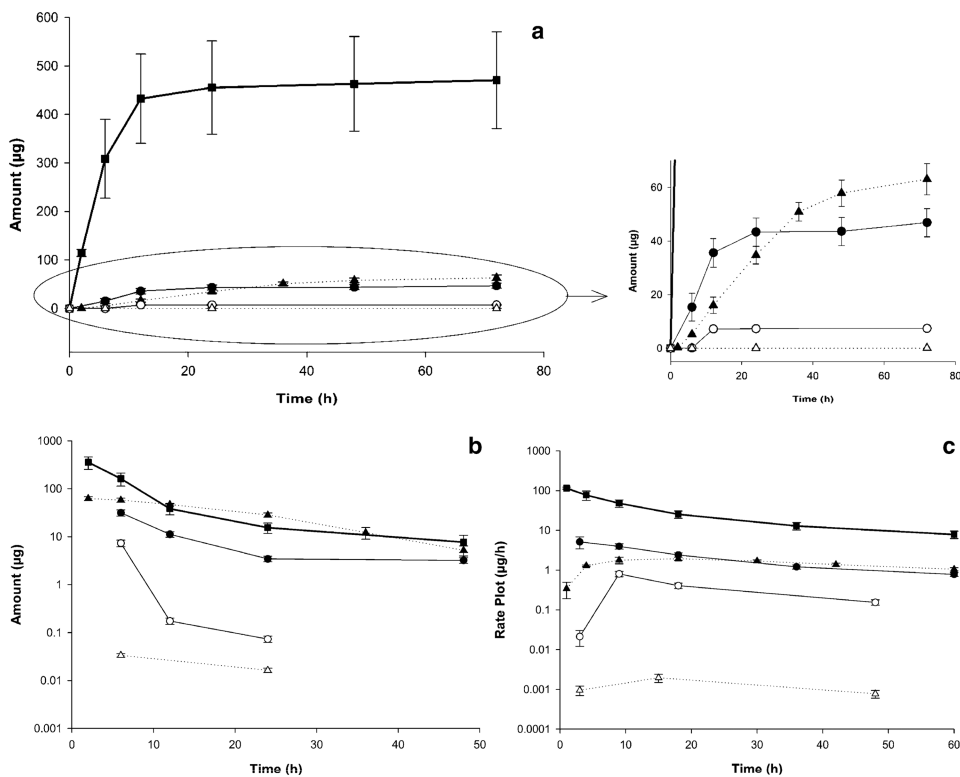 a
600
500
400
300
200
100
0
Amount (µg)
0 20 40 60 80
Time (h)
60
40
20
0
Amount (µg)
0 20 40 60 80
Time (h)
b
1000
100
10
1
0.1
0.01
0.001
Amount (µg)
0 10 20 30 40 50
Time (h)
c
1000
100
10
1
0.1
0.01
0.001
0.0001
Rate Plot (µg/h)
0 10 20 30 40 50 60
Time (h)